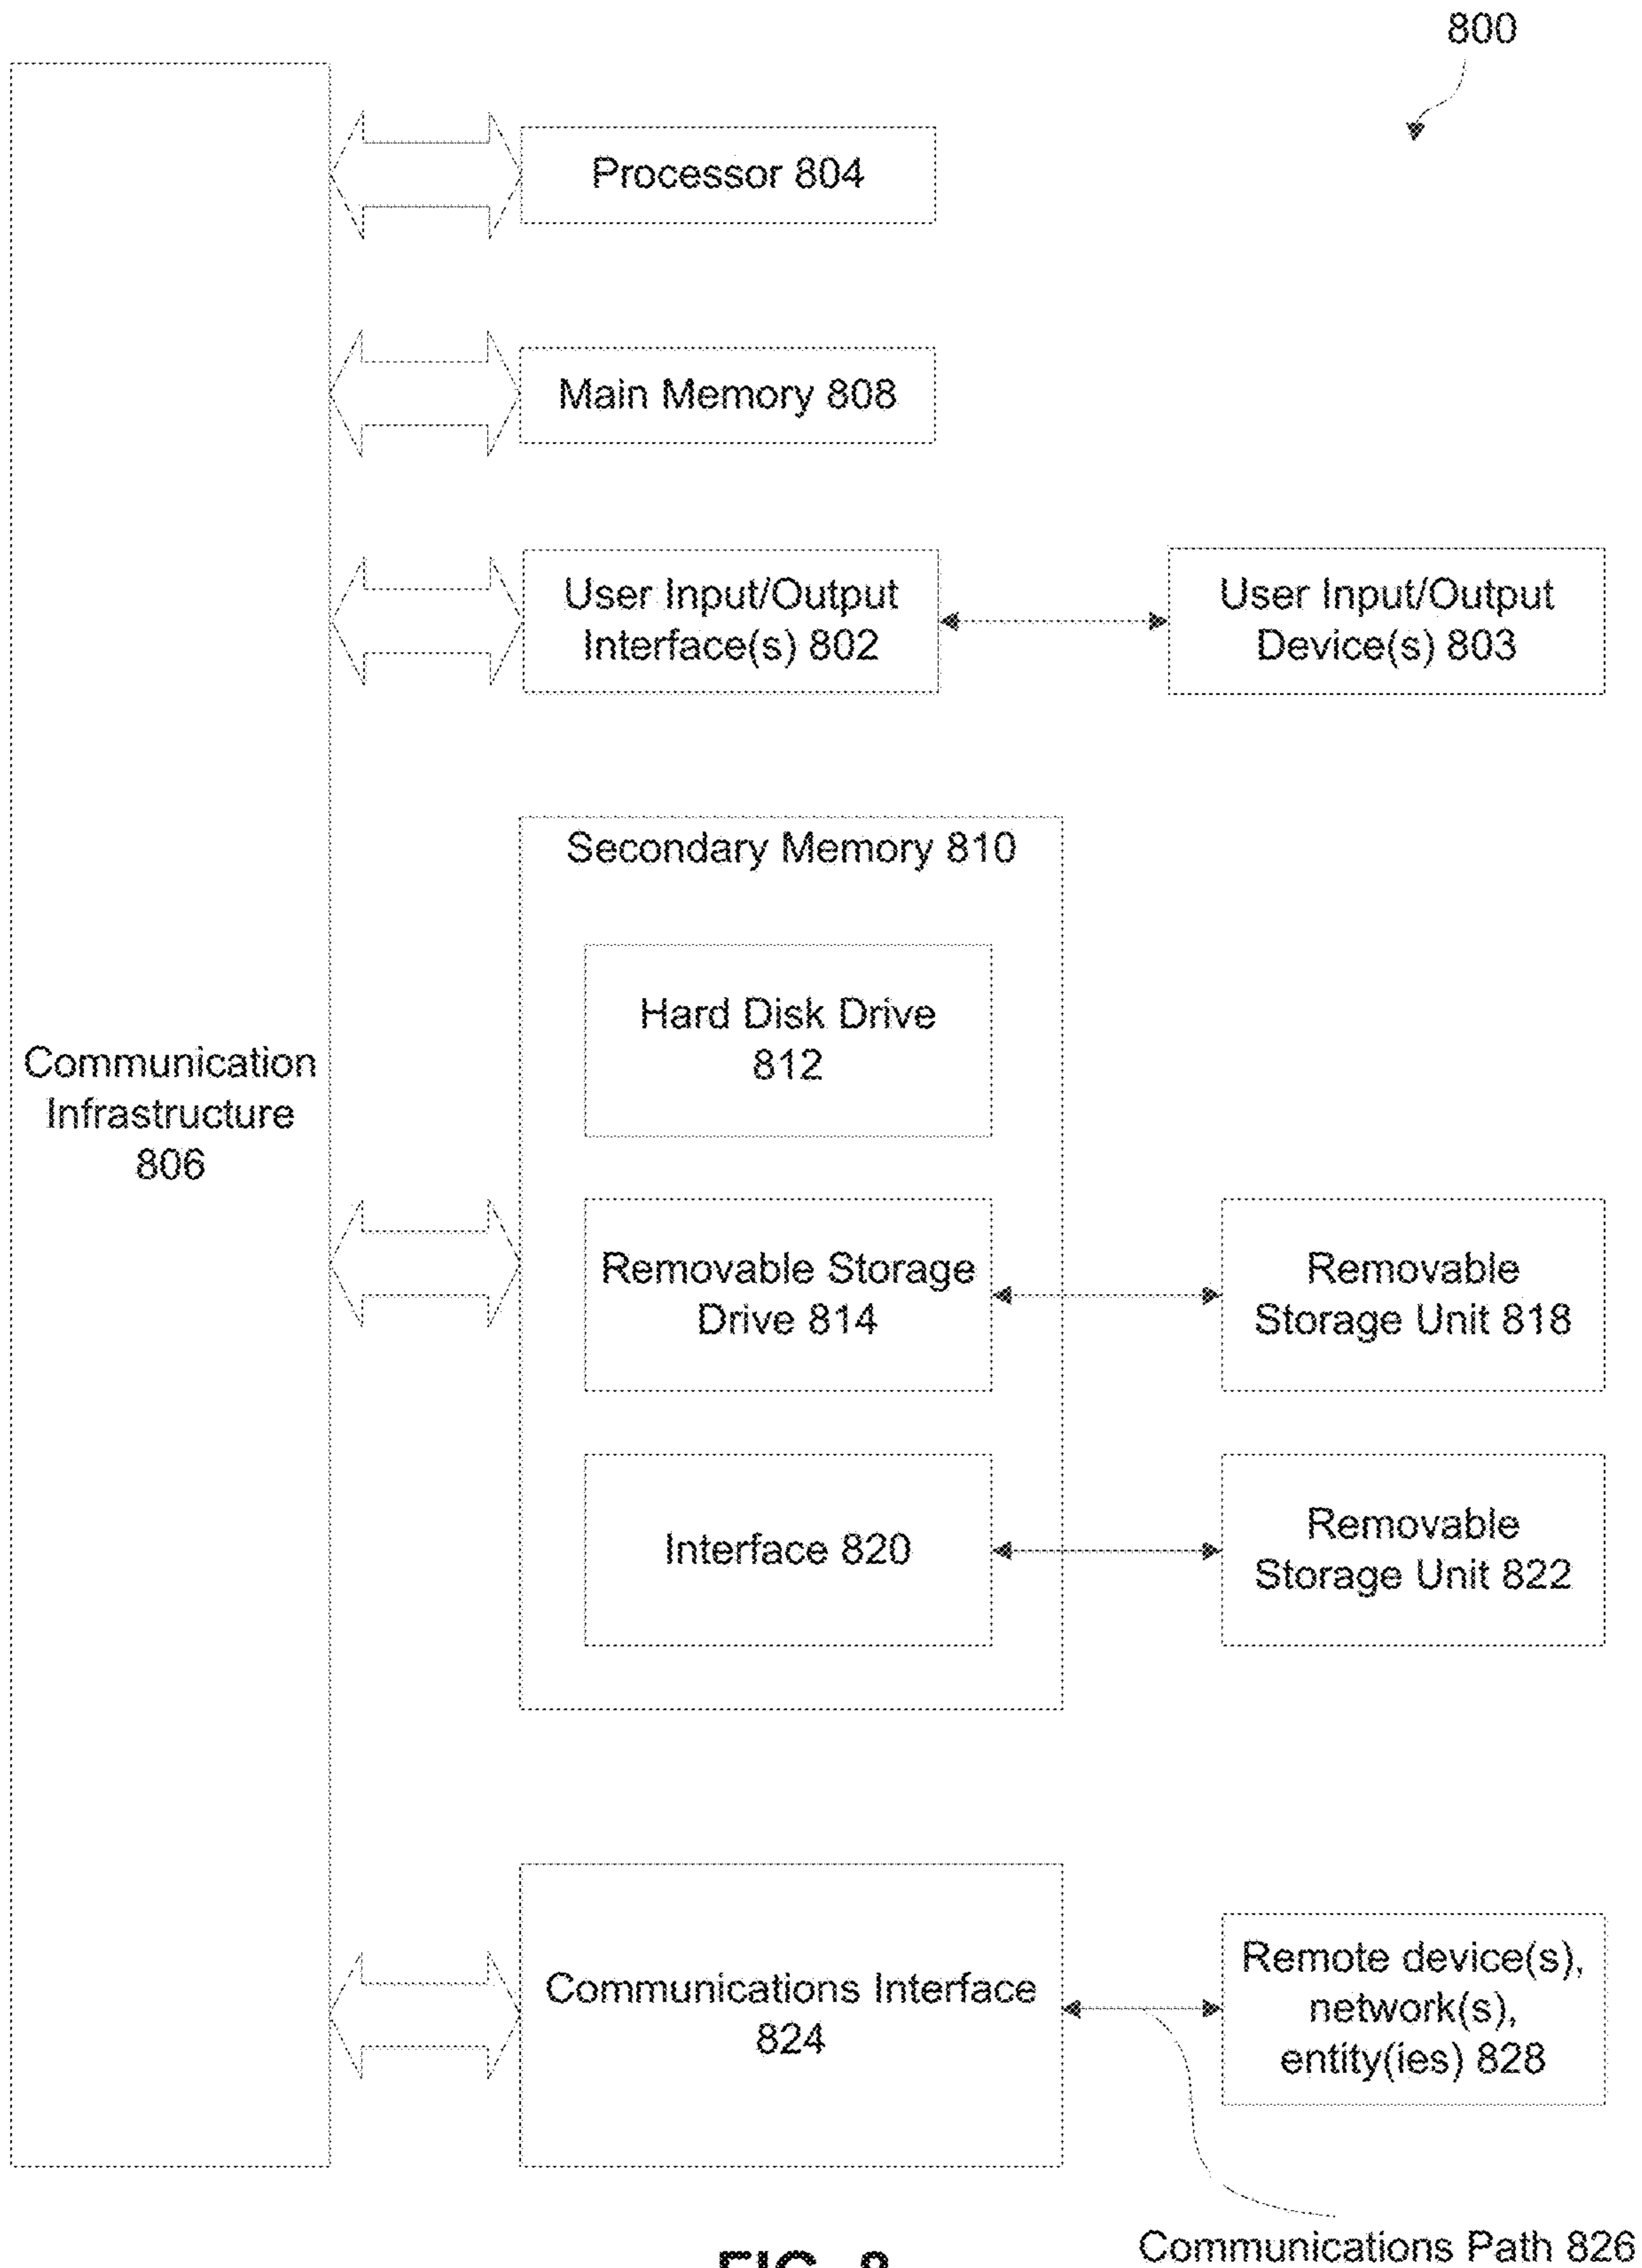 800
Processor 804
Main Memory 808
User Input/Output
Interface(s) 802
User Input/Output
Device(s) 803
Secondary Memory 810
Hard Disk Drive
812
Communication
Infrastructure
806
Removable Storage
Drive 814
Removable
Storage Unit 818
Interface 820
Removable
Storage Unit 822
Communications Interface
824
Remote device(s),
network(s),
entity(ies) 828
Communications Path 826
FIG. 8